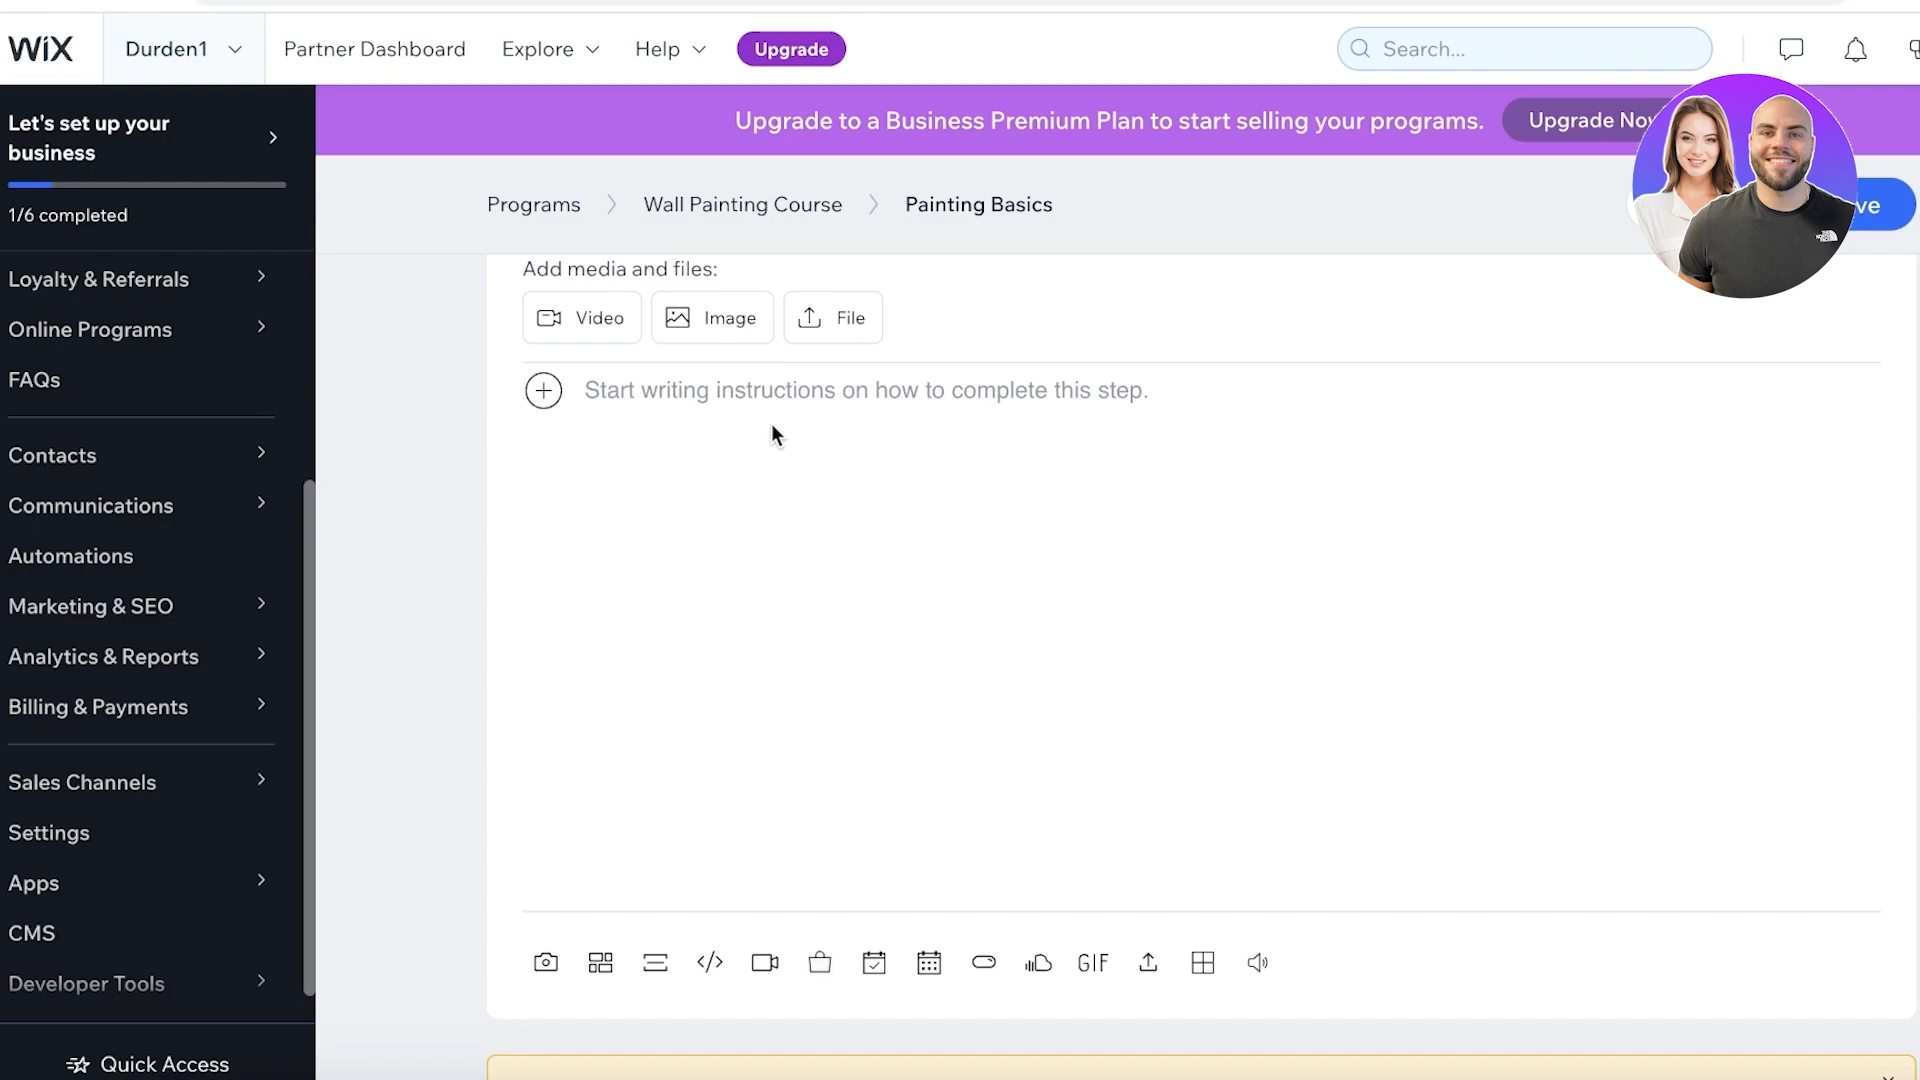 WiX
Durden1
Partner Dashboard
Explore
Help
Upgrade
Search...
Let's set up your
business
1/6 completed
Upgrade to a Business Premium Plan to start selling your programs.
Upgrade Now
Programs
Wall Painting Course
Painting Basics
Loyalty & Referrals
Online Programs
FAQs
Contacts
Communications
Automations
Marketing & SEO
Analytics & Reports
Billing & Payments
Sales Channels
Settings
Apps
CMS
Developer Tools
Quick Access
Add media and files:
Video
Image
File
Start writing instructions on how to complete this step.
GIF